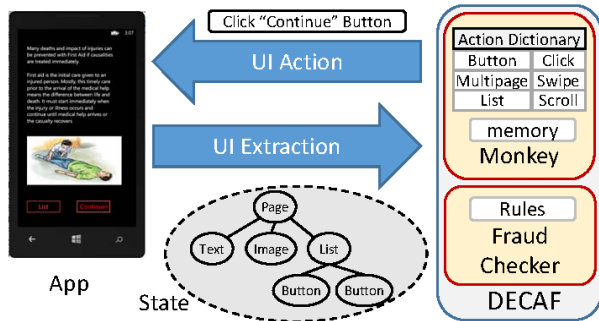 Click “Continue” Button
UI Action
UI Extraction
3:07
Many deaths and impact of injuries can
be prevented with First Aid if causalities
are treated immediately.
First aid is the initial care given to an
injured person. Mostly, this timely care
prior to the arrival of the medical help
means the difference between life and
death. It must start immediately when
the injury or illness occurs and
continue until medical help arrives or
the casualty recovers.
List
Continue!
App
State
Page
Text
Image
List
Button
Button
Action Dictionary
Button Click
Multipage Swipe
List Scroll
memory
Monkey
Rules
Fraud
Checker
DECAF